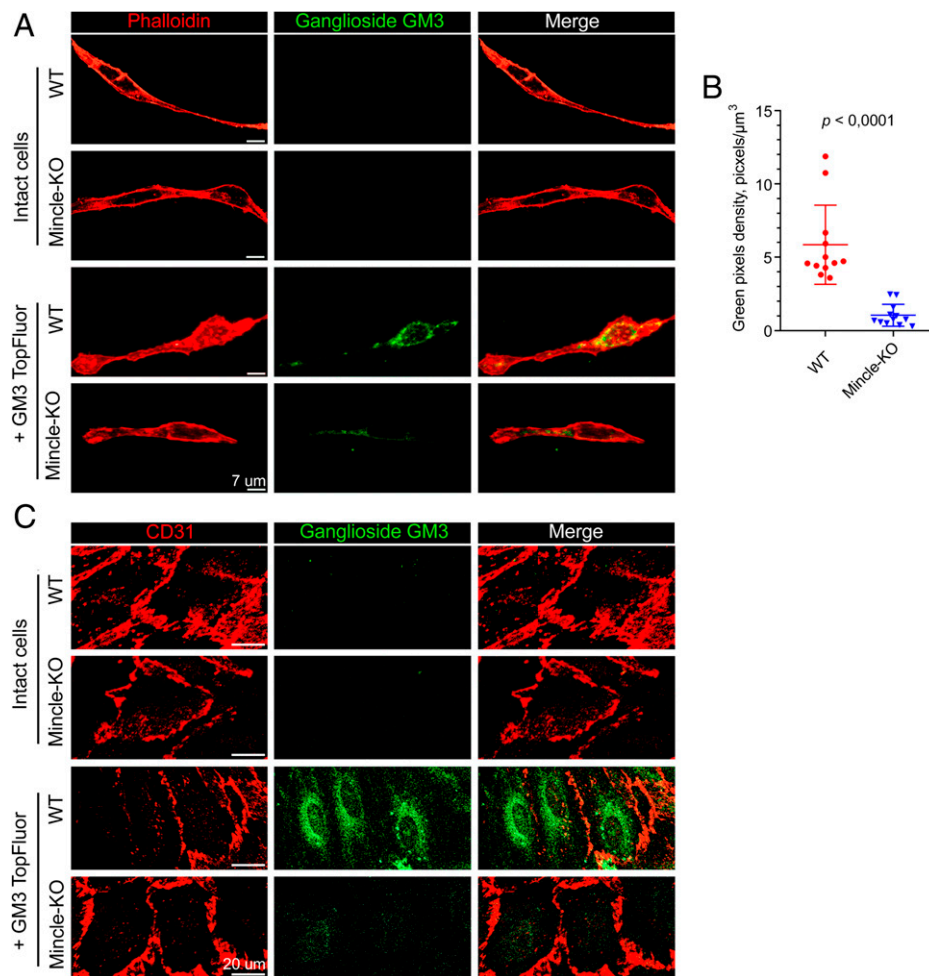 A
Phalloidin Ganglioside GM3 Merge
Intact cells
WT
Mincle-KO
+ GM3 TopFluor
WT
Mincle-KO
7 um
B
Green pixels density, picxels/µm³
15
10
5
0
p < 0,0001
WT
Mincle-KO
C
CD31 Ganglioside GM3 Merge
Intact cells
WT
Mincle-KO
+ GM3 TopFluor
WT
Mincle-KO
20 um